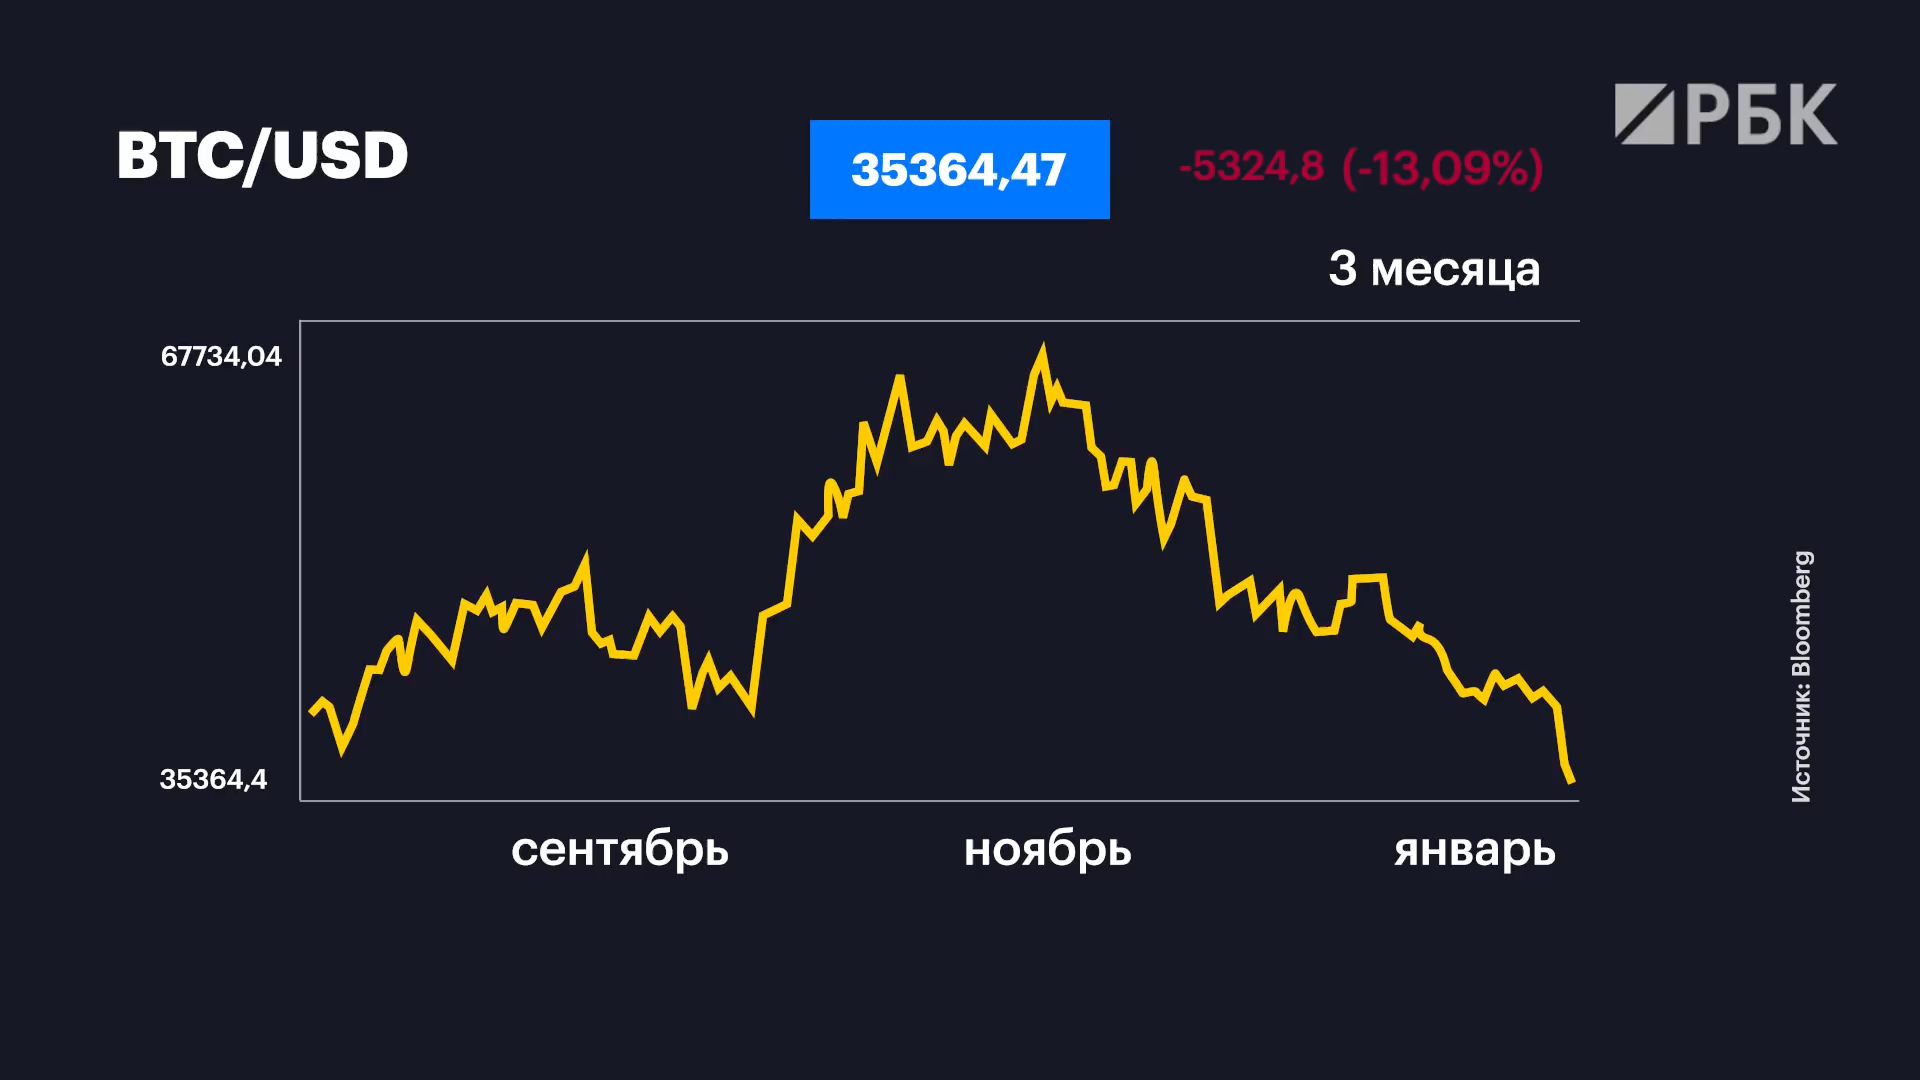 РБК
BTC/USD
35364,47
-5324,8 (-13,09%)
3 месяца
67734,04
35364,4
сентябрь
ноябрь
январь
Источник: Bloomberg